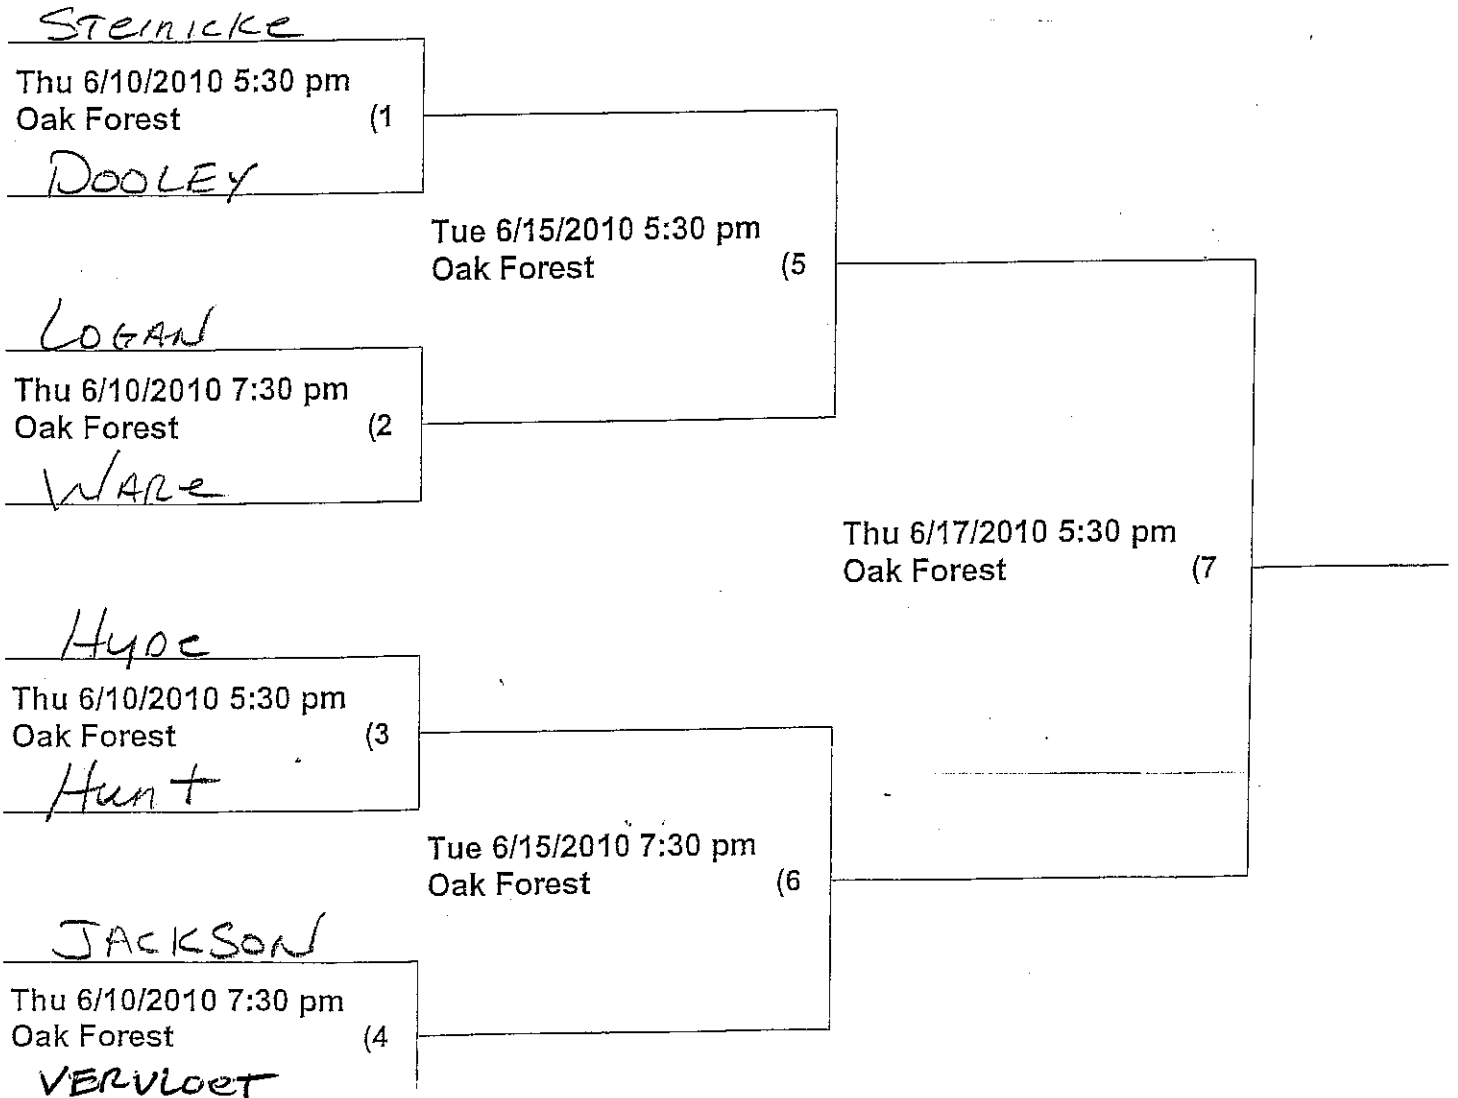 Steinicke
Thu 6/10/2010 5:30 pm
Oak Forest (1
DOOLEY
Tue 6/15/2010 5:30 pm
Oak Forest (5
LOGAN
Thu 6/10/2010 7:30 pm
Oak Forest (2
WARe
Thu 6/17/2010 5:30 pm
Oak Forest (7
HyDe
Thu 6/10/2010 5:30 pm
Oak Forest (3
Hunt
Tue 6/15/2010 7:30 pm
Oak Forest (6
JACKSON
Thu 6/10/2010 7:30 pm
Oak Forest (4
VERVLOeT